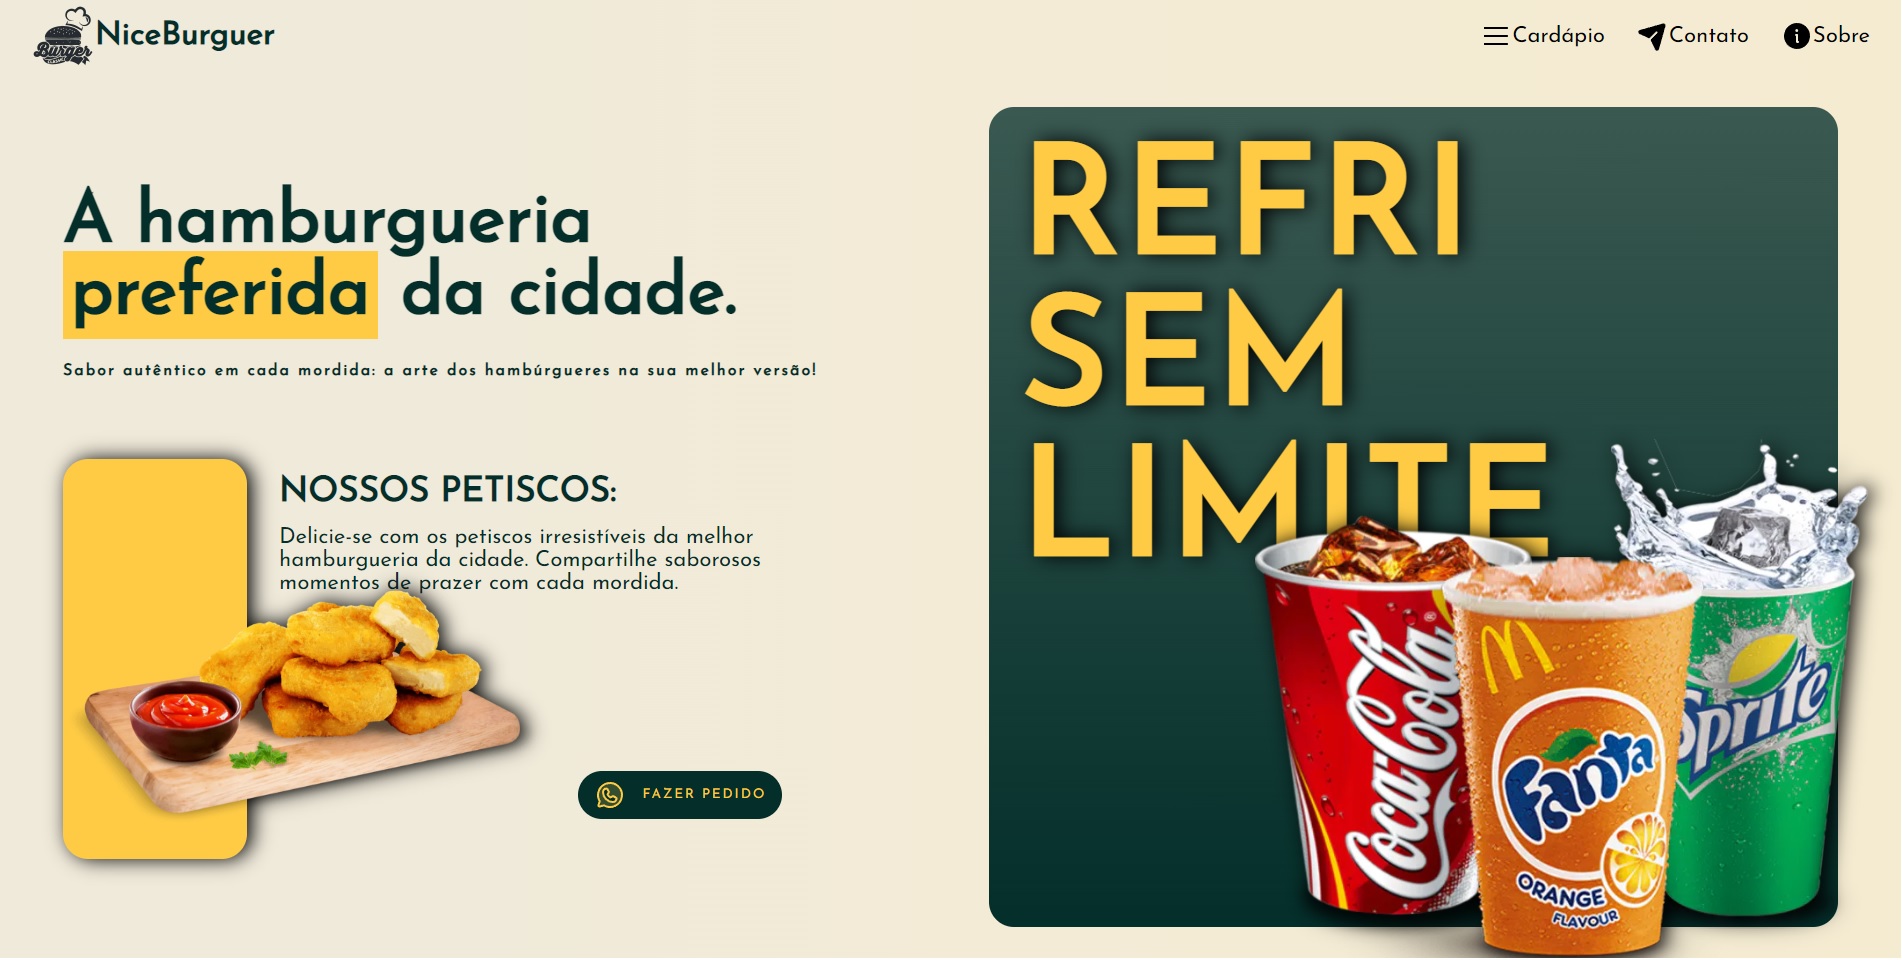 Burger
CLASSIC
NiceBurguer
Cardápio
Contato
Sobre
A hamburgueria
preferida da cidade.
Sabor autêntico em cada mordida: a arte dos hambúrgueres na sua melhor versão!
NOSSOS PETISCOS:
Delicie-se com os petiscos irresistíveis da melhor
hamburgueria da cidade. Compartilhe saborosos
momentos de prazer com cada mordida.
FAZER PEDIDO
REFRI
SEM
LIMITE
Coca-Cola
®
Fanta
ORANGE
FLAVOUR
Sprite